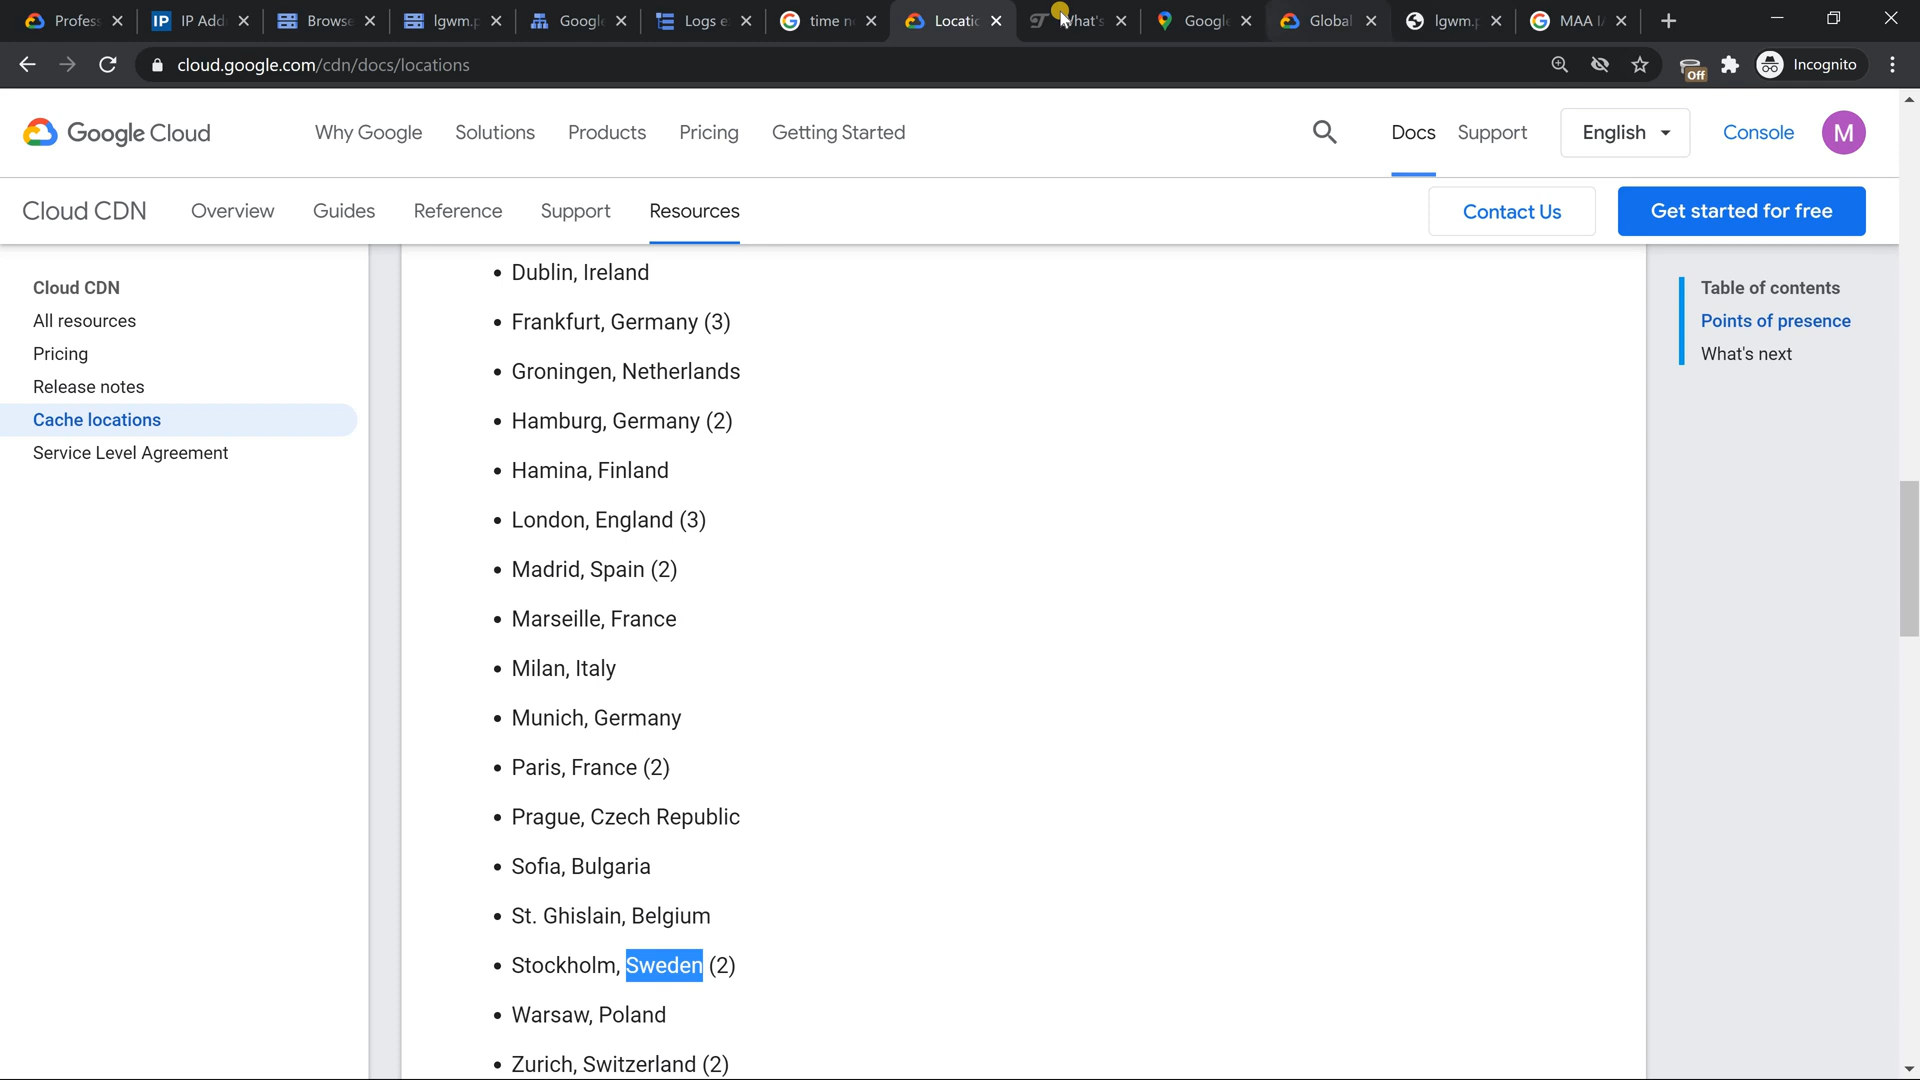 Profes
IP Add
Browse
lgwm.p
Google
Logs e
time n
Locatic
What's
Google
Global
lgwm.p
MAA I
cloud.google.com/cdn/docs/locations
Off
Incognito
Google Cloud
Why Google
Solutions
Products
Pricing
Getting Started
Docs
Support
English
Console
M
Cloud CDN
Overview
Guides
Reference
Support
Resources
Contact Us
Get started for free
Cloud CDN
All resources
Pricing
Release notes
Cache locations
Service Level Agreement
• Dublin, Ireland
• Frankfurt, Germany (3)
• Groningen, Netherlands
• Hamburg, Germany (2)
• Hamina, Finland
• London, England (3)
• Madrid, Spain (2)
• Marseille, France
• Milan, Italy
• Munich, Germany
• Paris, France (2)
• Prague, Czech Republic
• Sofia, Bulgaria
• St. Ghislain, Belgium
• Stockholm, Sweden (2)
• Warsaw, Poland
• Zurich, Switzerland (2)
Table of contents
Points of presence
What's next